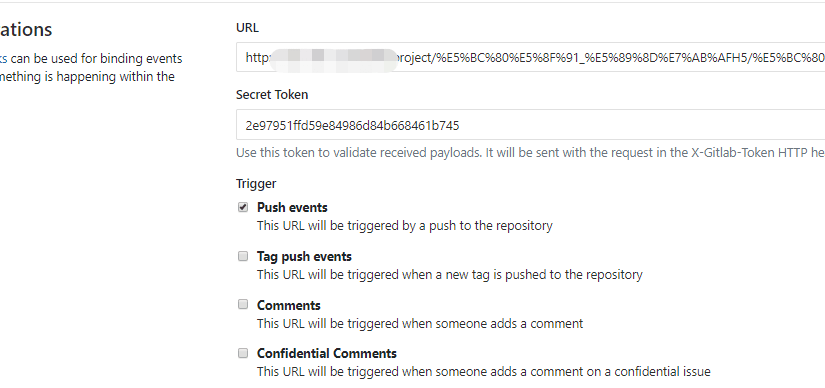 ations
URL
ks can be used for binding events
mething is happening within the
http: project/%E5%BC%80%E5%8F%91_%E5%89%8D%E7%AB%AFH5/%E5%BC%80
Secret Token
2e97951ffd59e84986d84b668461b745
Use this token to validate received payloads. It will be sent with the request in the X-Gitlab-Token HTTP he
Trigger
Push events
This URL will be triggered by a push to the repository
Tag push events
This URL will be triggered when a new tag is pushed to the repository
Comments
This URL will be triggered when someone adds a comment
Confidential Comments
This URL will be triggered when someone adds a comment on a confidential issue